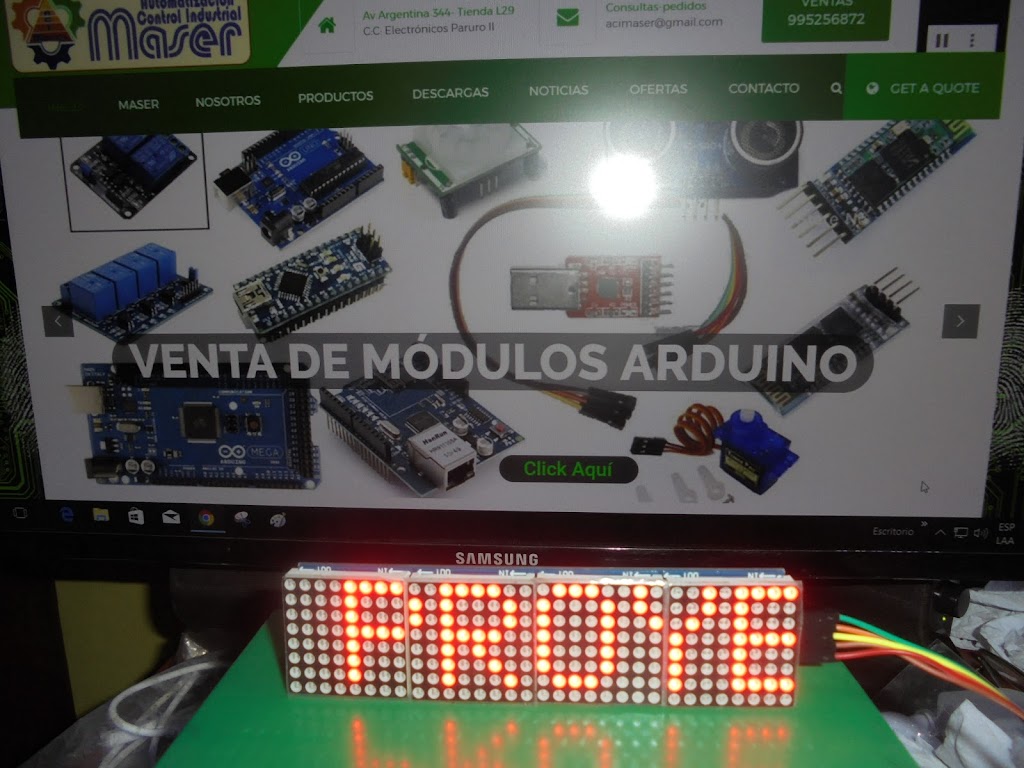 Automatización
Control Industrial
Maser
Av Argentina 344- Tienda L29
C.C. Electrónicos Paruro II
Consultas-pedidos
acimaser@gmail.com
VENTAS
995256872
MASER NOSOTROS PRODUCTOS DESCARGAS NOTICIAS OFERTAS CONTACTO GET A QUOTE
VENTA DE MÓDULOS ARDUINO
MEGA
ARDUINO
HanRun
Click Aquí
Escritorio
ESP
LAA
SAMSUNG